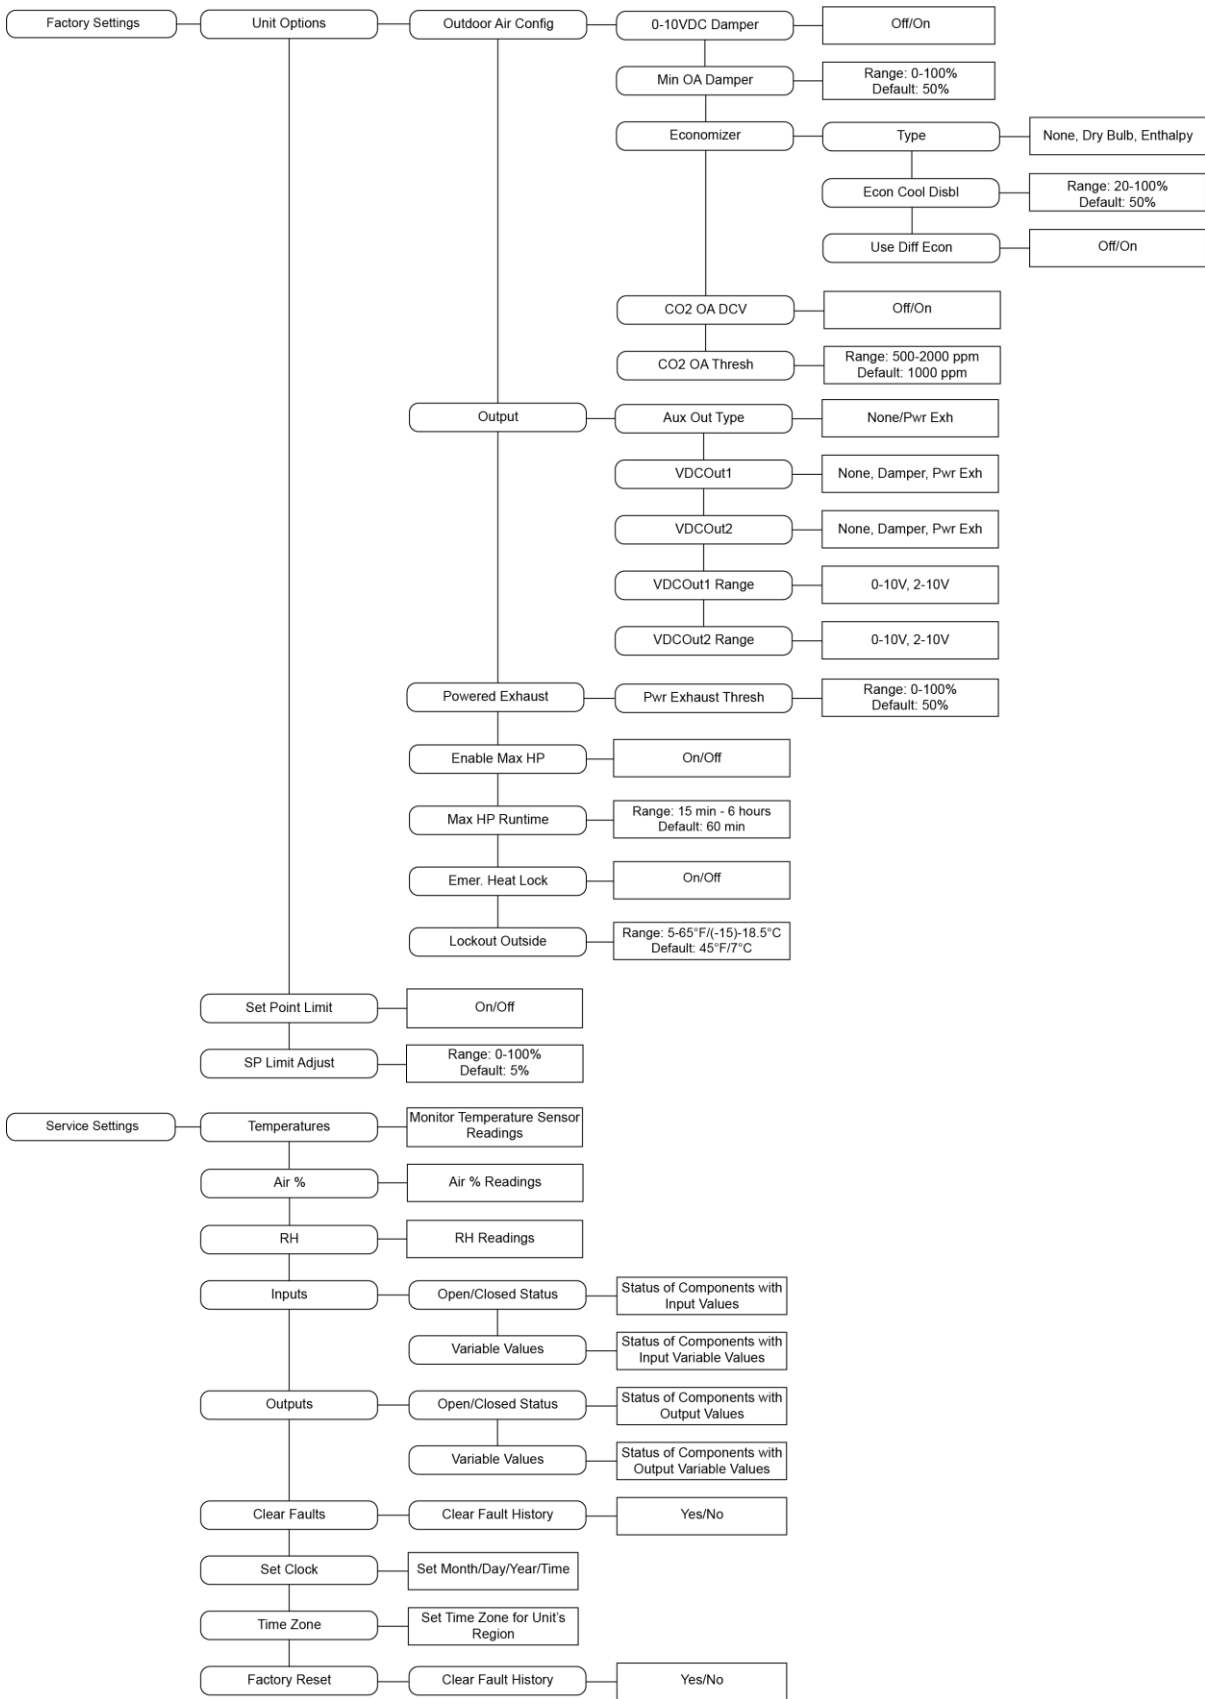 Factory Settings
Unit Options
Outdoor Air Config
0-10VDC Damper
Off/On
Min OA Damper
Range: 0-100%
Default: 50%
Economizer
Type
None, Dry Bulb, Enthalpy
Econ Cool Disbl
Range: 20-100%
Default: 50%
Use Diff Econ
Off/On
CO2 OA DCV
Off/On
CO2 OA Thresh
Range: 500-2000 ppm
Default: 1000 ppm
Output
Aux Out Type
None/Pwr Exh
VDCOut1
None, Damper, Pwr Exh
VDCOut2
None, Damper, Pwr Exh
VDCOut1 Range
0-10V, 2-10V
VDCOut2 Range
0-10V, 2-10V
Powered Exhaust
Pwr Exhaust Thresh
Range: 0-100%
Default: 50%
Enable Max HP
On/Off
Max HP Runtime
Range: 15 min - 6 hours
Default: 60 min
Emer. Heat Lock
On/Off
Lockout Outside
Range: 5-65°F/(-15)-18.5°C
Default: 45°F/7°C
Set Point Limit
On/Off
SP Limit Adjust
Range: 0-100%
Default: 5%
Service Settings
Temperatures
Monitor Temperature Sensor
Readings
Air %
Air % Readings
RH
RH Readings
Inputs
Open/Closed Status
Status of Components with
Input Values
Variable Values
Status of Components with
Input Variable Values
Outputs
Open/Closed Status
Status of Components with
Output Values
Variable Values
Status of Components with
Output Variable Values
Clear Faults
Clear Fault History
Yes/No
Set Clock
Set Month/Day/Year/Time
Time Zone
Set Time Zone for Unit's
Region
Factory Reset
Clear Fault History
Yes/No